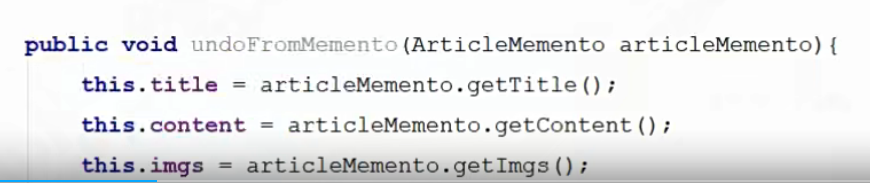 public void undoFromMemento(ArticleMemento articleMemento){
this.title = articleMemento.getTitle();
this.content = articleMemento.getContent();
this.imgs = articleMemento.getImgs();